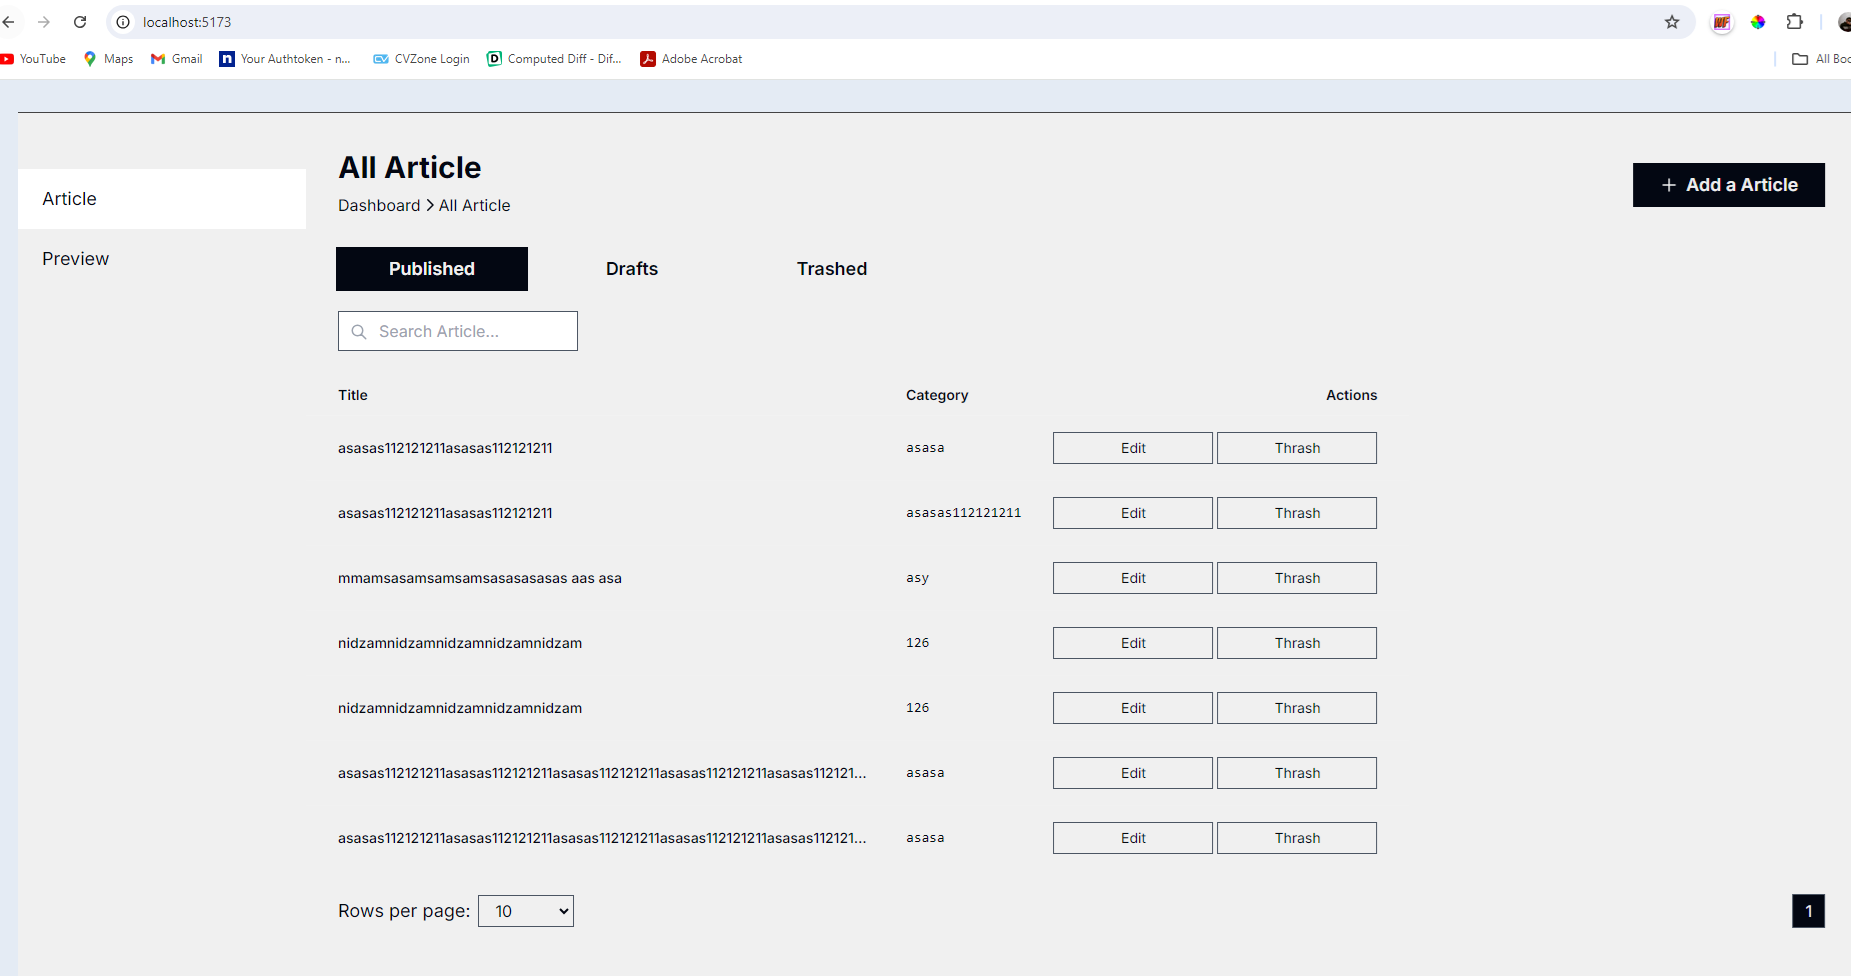 localhost:5173
YouTube Maps Gmail Your Authtoken - n... CVZone Login Computed Diff - Dif... Adobe Acrobat All Boo
All Article
Dashboard > All Article
+ Add a Article
Article
Preview
Published Drafts Trashed
Search Article...
Title Category Actions
asasas112121211asasas112121211 asasa Edit Thrash
asasas112121211asasas112121211 asasas112121211 Edit Thrash
mmamsasamsamsamsasasasasas aas asa asy Edit Thrash
nidzamnidzamnidzamnidzamnidzam 126 Edit Thrash
nidzamnidzamnidzamnidzamnidzam 126 Edit Thrash
asasas112121211asasas112121211asasas112121211asasas112121211asasas112121... asasa Edit Thrash
asasas112121211asasas112121211asasas112121211asasas112121211asasas112121... asasa Edit Thrash
Rows per page: 10 1